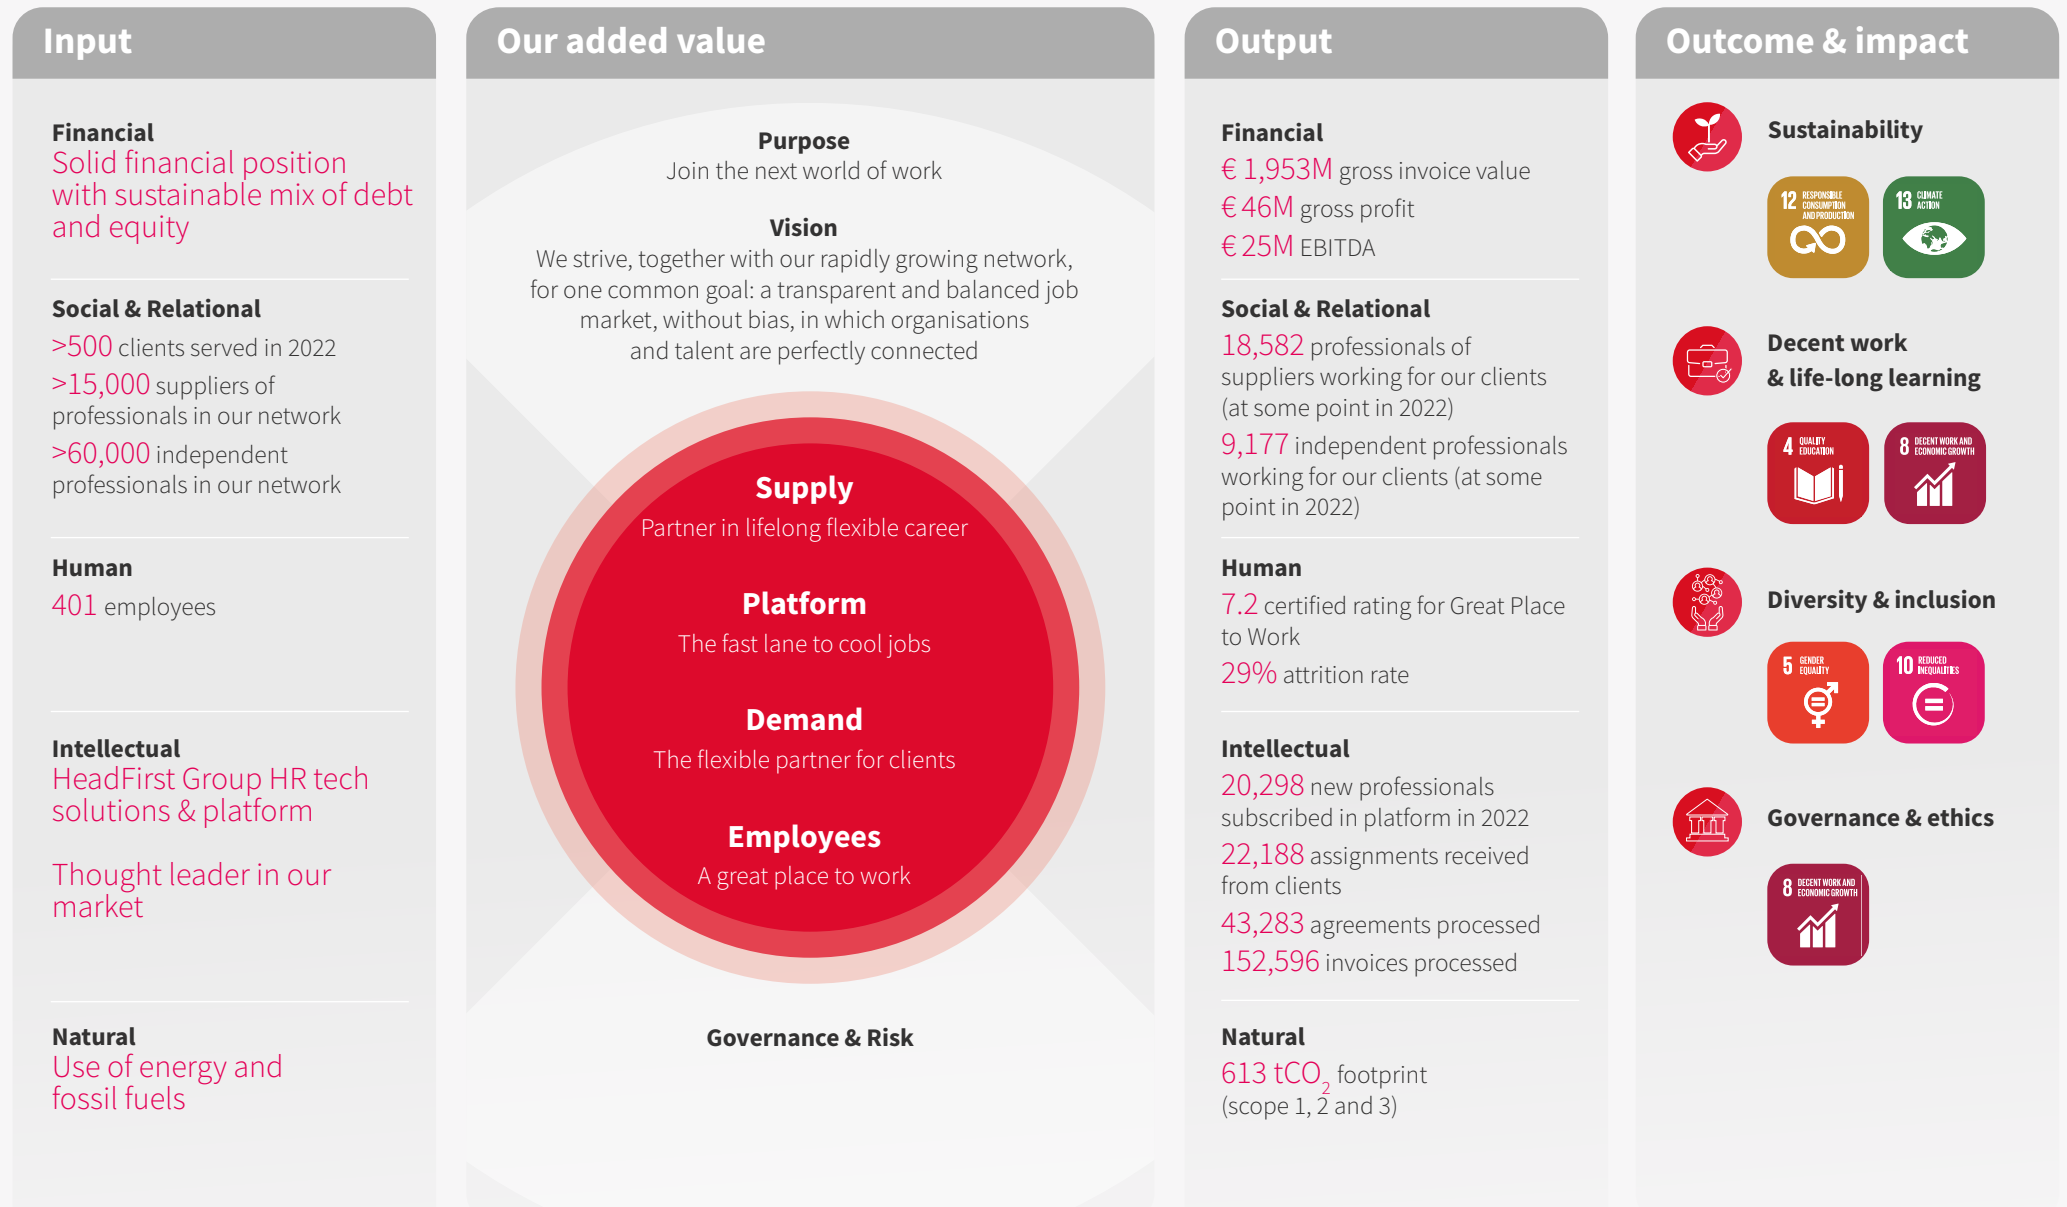 Input
Financial
Solid financial position
with sustainable mix of debt
and equity
Social & Relational
>500 clients served in 2022
>15,000 suppliers of
professionals in our network
>60,000 independent
professionals in our network
Human
401 employees
Intellectual
HeadFirst Group HR tech
solutions & platform
Thought leader in our
market
Natural
Use of energy and
fossil fuels
Our added value
Purpose
Join the next world of work
Vision
We strive, together with our rapidly growing network,
for one common goal: a transparent and balanced job
market, without bias, in which organisations
and talent are perfectly connected
Supply
Partner in lifelong flexible career
Platform
The fast lane to cool jobs
Demand
The flexible partner for clients
Employees
A great place to work
Governance & Risk
Output
Financial
€ 1,953M gross invoice value
€ 46M gross profit
€ 25M EBITDA
Social & Relational
18,582 professionals of
suppliers working for our clients
(at some point in 2022)
9,177 independent professionals
working for our clients (at some
point in 2022)
Human
7.2 certified rating for Great Place
to Work
29% attrition rate
Intellectual
20,298 new professionals
subscribed in platform in 2022
22,188 assignments received
from clients
43,283 agreements processed
152,596 invoices processed
Natural
613 tCO₂ footprint
(scope 1, 2 and 3)
Outcome & impact
Sustainability
12 RESPONSIBLE
CONSUMPTION
AND PRODUCTION
13 CLIMATE
ACTION
Decent work
& life-long learning
4 QUALITY
EDUCATION
8 DECENT WORK AND
ECONOMIC GROWTH
Diversity & inclusion
5 GENDER
EQUALITY
10 REDUCED
INEQUALITIES
Governance & ethics
8 DECENT WORK AND
ECONOMIC GROWTH